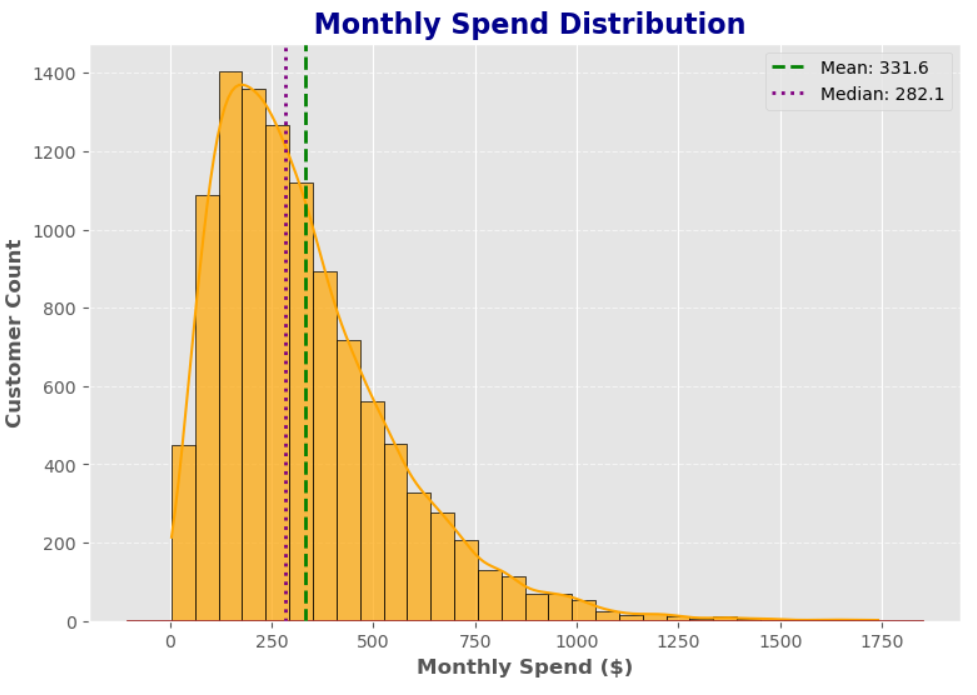 Monthly Spend Distribution
Mean: 331.6
Median: 282.1
Customer Count
1400
1200
1000
800
600
400
200
0
0 250 500 750 1000 1250 1500 1750
Monthly Spend ($)